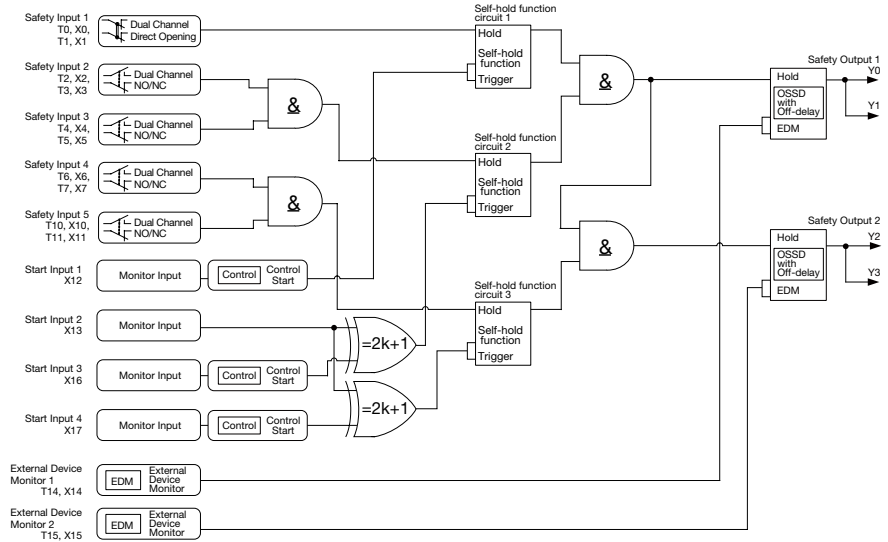 Safety Input 1
T0, X0,
T1, X1
Dual Channel
Direct Opening
Safety Input 2
T2, X2,
T3, X3
Dual Channel
NO/NC
Safety Input 3
T4, X4,
T5, X5
Dual Channel
NO/NC
Safety Input 4
T6, X6,
T7, X7
Dual Channel
NO/NC
Safety Input 5
T10, X10,
T11, X11
Dual Channel
NO/NC
Start Input 1
X12
Monitor Input
Control
Control
Start
Start Input 2
X13
Monitor Input
Start Input 3
X16
Monitor Input
Control
Control
Start
Start Input 4
X17
Monitor Input
Control
Control
Start
External Device
Monitor 1
T14, X14
EDM
External
Device
Monitor
External Device
Monitor 2
T15, X15
EDM
External
Device
Monitor
&
&
=2k+1
=2k+1
Self-hold function
circuit 1
Hold
Self-hold
function
Trigger
Self-hold function
circuit 2
Hold
Self-hold
function
Trigger
Self-hold function
circuit 3
Hold
Self-hold
function
Trigger
&
&
Safety Output 1
Hold
OSSD
with
Off-delay
EDM
Y0
Y1
Safety Output 2
Hold
OSSD
with
Off-delay
EDM
Y2
Y3